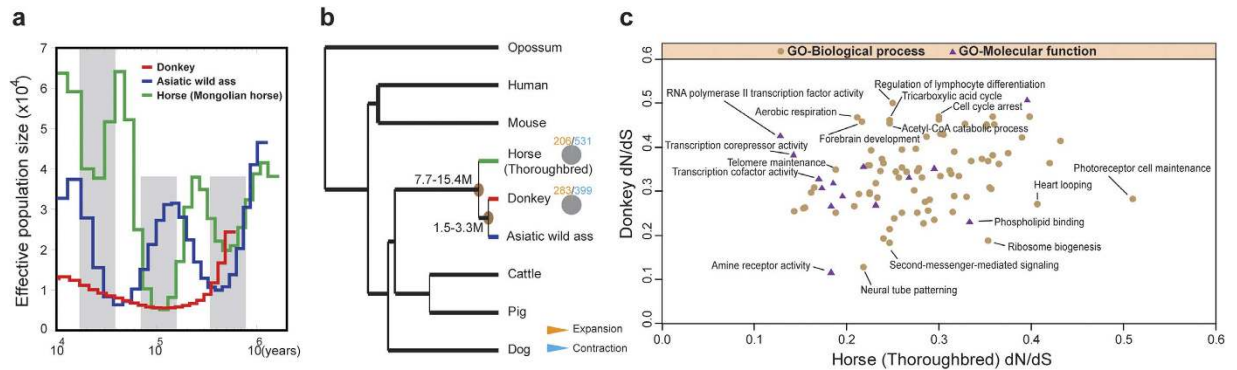 a
7
6
5
4
3
2
1
0
Effective population size (x10⁴)
Donkey
Asiatic wild ass
Horse (Mongolian horse)
10⁴
10⁵
10⁶(years)
b
Opossum
Human
Mouse
206/531
Horse
(Thoroughbred)
7.7-15.4M
283/399
Donkey
1.5-3.3M
Asiatic wild ass
Cattle
Pig
Dog
Expansion
Contraction
c
GO-Biological process
GO-Molecular function
Regulation of lymphocyte differentiation
RNA polymerase II transcription factor activity
Tricarboxylic acid cycle
Aerobic respiration
Cell cycle arrest
Forebrain development
Acetyl-CoA catabolic process
Transcription corepressor activity
Telomere maintenance
Transcription cofactor activity
Photoreceptor cell maintenance
Heart looping
Phospholipid binding
Ribosome biogenesis
Second-messenger-mediated signaling
Amine receptor activity
Neural tube patterning
Donkey dN/dS
0.6
0.5
0.4
0.3
0.2
0.1
0.0
0.0
0.1
0.2
0.3
0.4
0.5
0.6
Horse (Thoroughbred) dN/dS